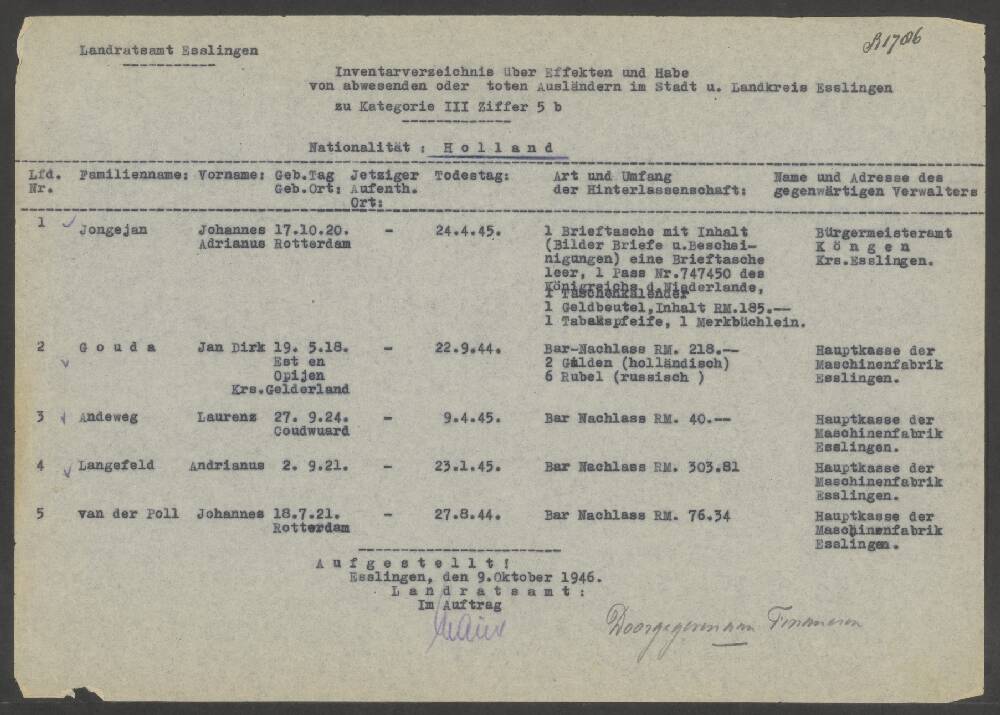 Landratsamt Esslingen
R1786
Inventarverzeichnis über Effekten und Habe
von abwesenden oder toten Ausländern im Stadt u. Landkreis Esslingen
zu Kategorie III Ziffer 5 b
Nationalität : H o l l a n d
Lfd. Familienname: Vorname: Geb.Tag Jetziger Todestag: Art und Umfang Name und Adresse des
Nr. Geb.Ort: Aufenth. der Hinterlassenschaft: gegenwärtigen Verwalters
Ort:
1 Jongejan Johannes 17.10.20. - 24.4.45. 1 Brieftasche mit Inhalt Bürgermeisteramt
Adrianus Rotterdam (Bilder Briefe u.Beschei- K ö n g e n
nigungen) eine Brieftasche Krs.Esslingen.
leer, 1 Pass Nr.747450 des
Königreichs d.Niederlande,
1 Taschenkalender
1 Geldbeutel,Inhalt RM.185.--
1 Tabakspfeife, 1 Merkbüchlein.
2 G o u d a Jan Dirk 19. 5.18. - 22.9.44. Bar-Nachlass RM. 218.-- Hauptkasse der
Est en 2 Gulden (holländisch) Maschinenfabrik
Opijen 6 Rubel (russisch ) Esslingen.
Krs.Gelderland
3 Andeweg Laurenz 27. 9.24. - 9.4.45. Bar Nachlass RM. 40.-- Hauptkasse der
Coudwuard Maschinenfabrik
Esslingen.
4 Langefeld Andrianus 2. 9.21. - 23.1.45. Bar Nachlass RM. 303.81 Hauptkasse der
Maschinenfabrik
Esslingen.
5 van der Poll Johannes 18.7.21. - 27.8.44. Bar Nachlass RM. 76.34 Hauptkasse der
Rotterdam Maschinenfabrik
Esslingen.
A u f g e s t e l l t !
Esslingen, den 9.Oktober 1946.
L a n d r a t s a m t :
Im Auftrag
Doorgegeven aan Financien